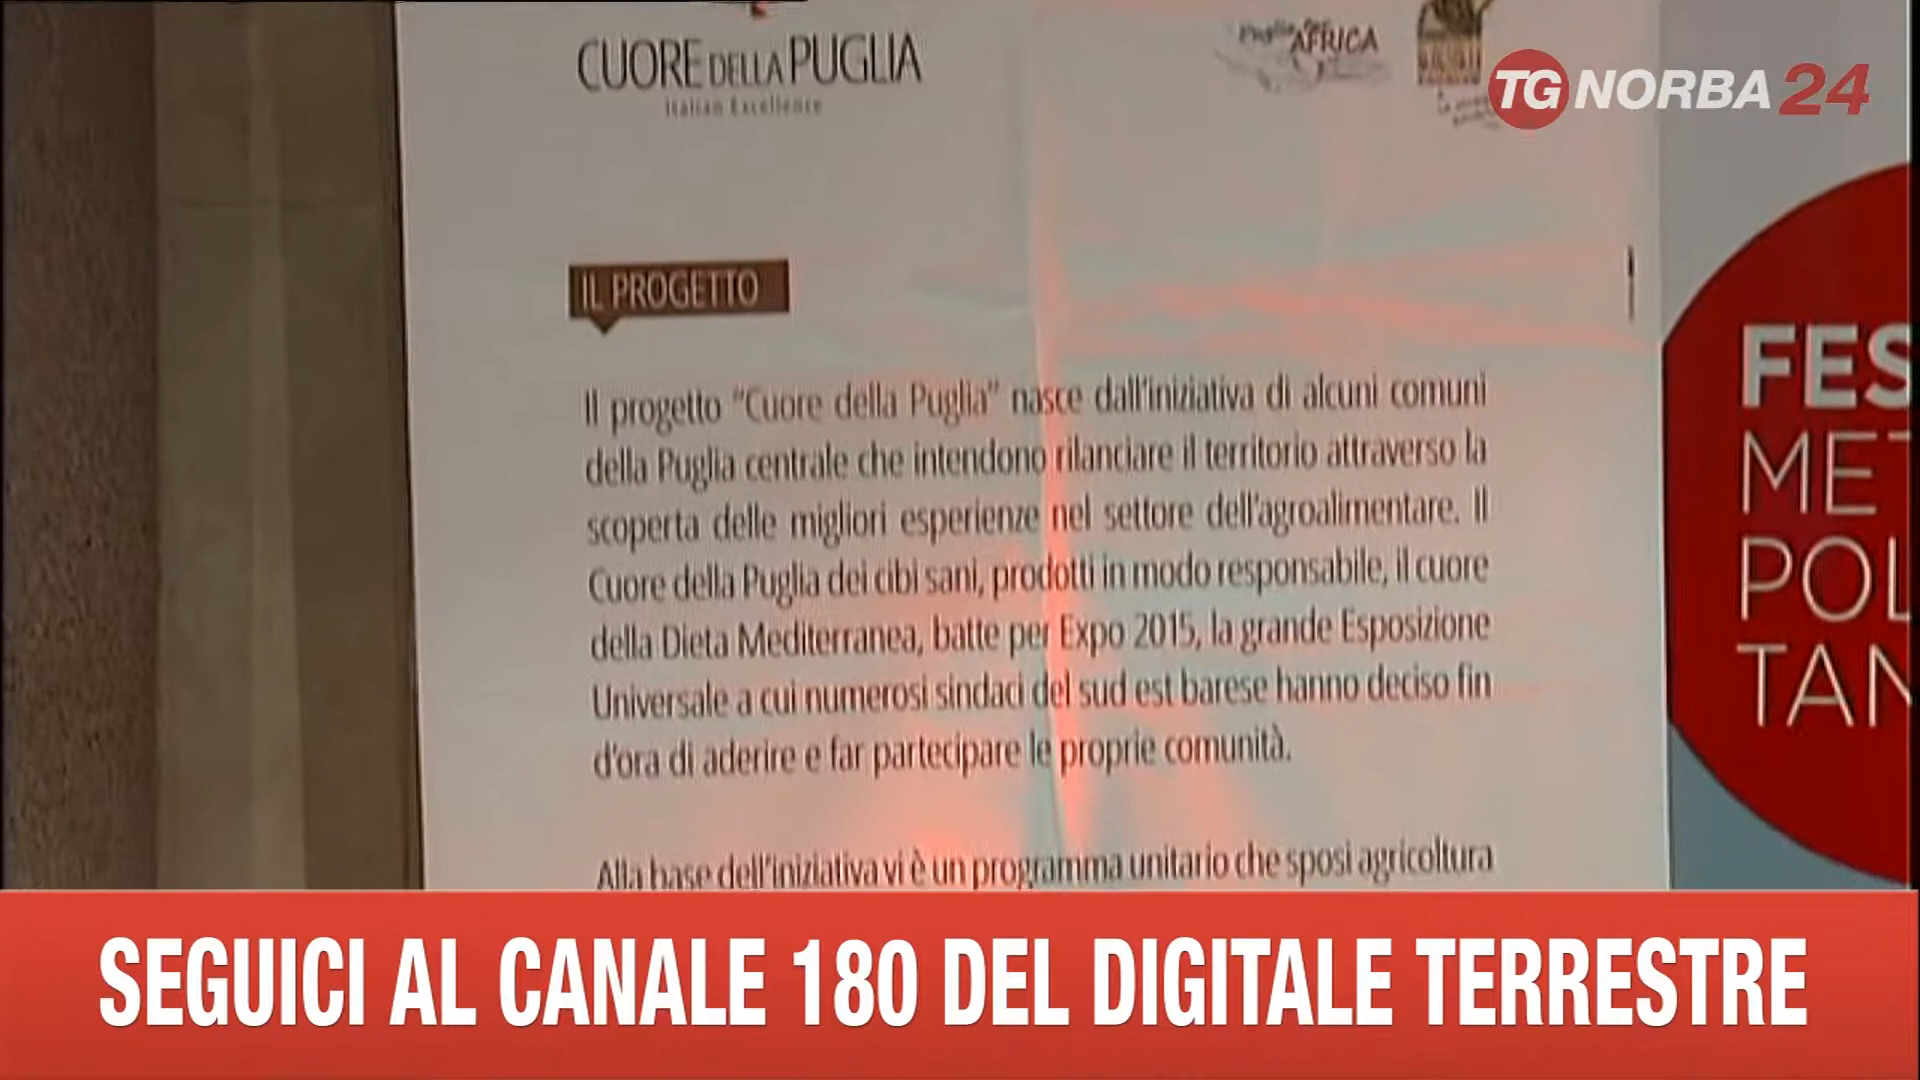 CUORE DELLA PUGLIA
Italian Excellence
AFRICA
TG NORBA 24
IL PROGETTO
Il progetto “Cuore della Puglia” nasce dall'iniziativa di alcuni comuni
della Puglia centrale che intendono rilanciare il territorio attraverso la
scoperta delle migliori esperienze nel settore dell'agroalimentare. Il
Cuore della Puglia dei cibi sani, prodotti in modo responsabile, il cuore
della Dieta Mediterranea, batte per Expo 2015, la grande Esposizione
Universale a cui numerosi sindaci del sud est barese hanno deciso fin
d'ora di aderire e far partecipare le proprie comunità.
Alla base dell'iniziativa vi è un programma unitario che sposi agricoltura
FES
MET
POL
TAN
SEGUICI AL CANALE 180 DEL DIGITALE TERRESTRE